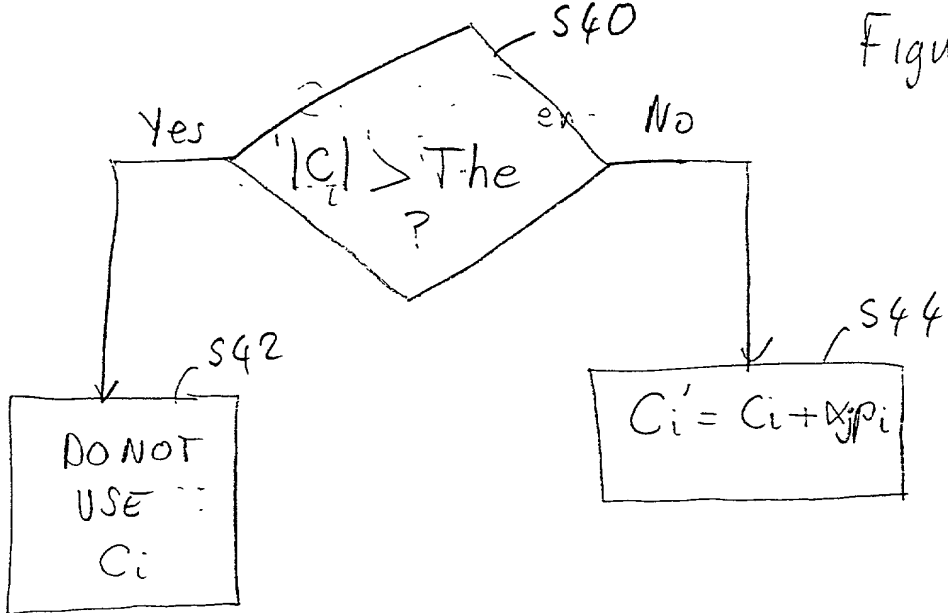 S40
Figu
Yes
No
|Ci| > The
?
S42
S44
DO NOT
USE
Ci
Ci' = Ci + αjpi